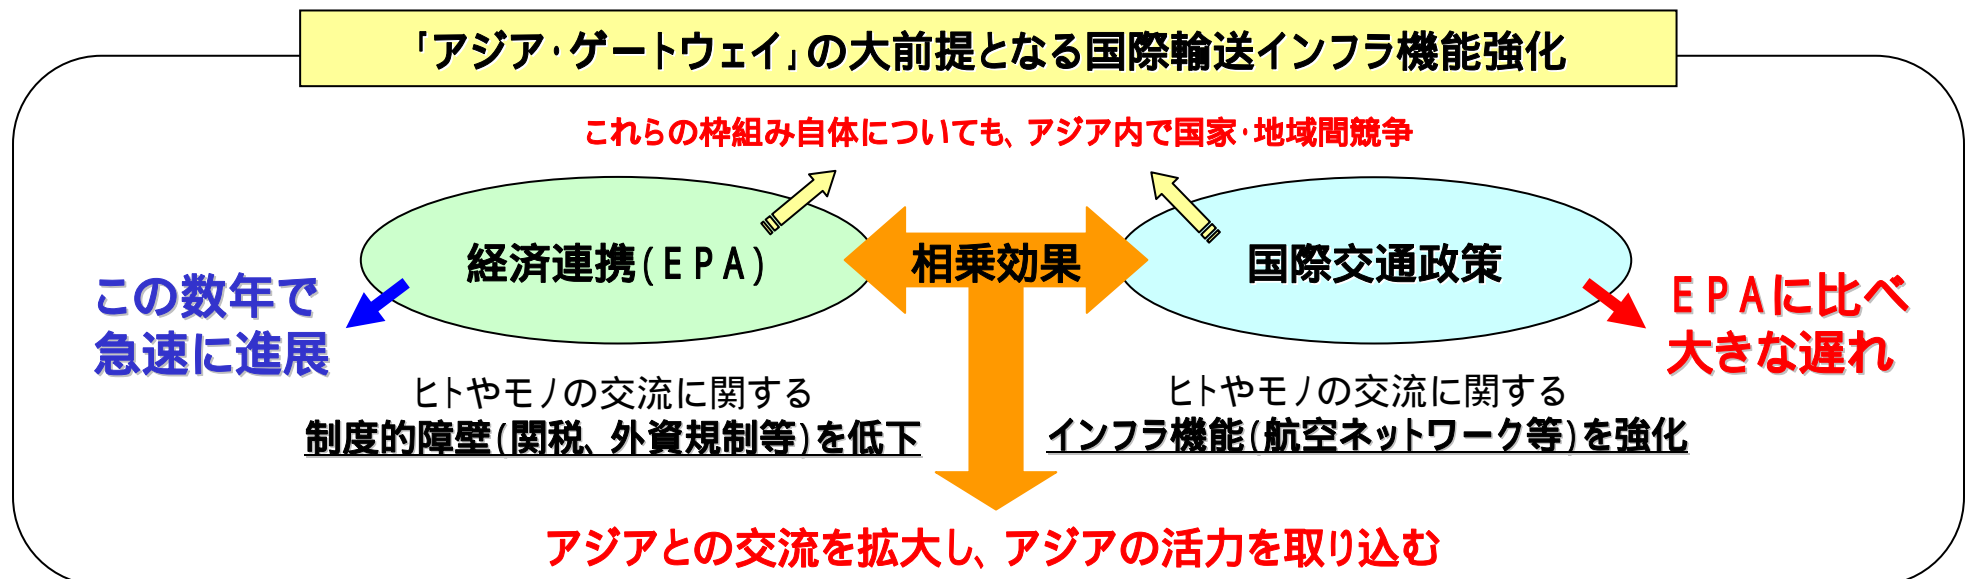 「アジア・ゲートウェイ」の大前提となる国際輸送インフラ機能強化
これらの枠組み自体についても、アジア内で国家・地域間競争
経済連携(ＥＰＡ)
相乗効果
国際交通政策
この数年で
急速に進展
ＥＰＡに比べ
大きな遅れ
ヒトやモノの交流に関する
制度的障壁(関税、外資規制等)を低下
ヒトやモノの交流に関する
インフラ機能(航空ネットワーク等)を強化
アジアとの交流を拡大し、アジアの活力を取り込む